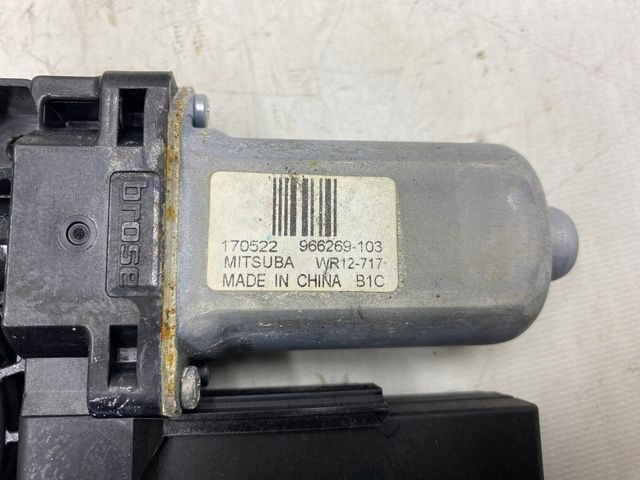 brose
170522 966269-103
MITSUBA WR12-717
MADE IN CHINA B1C